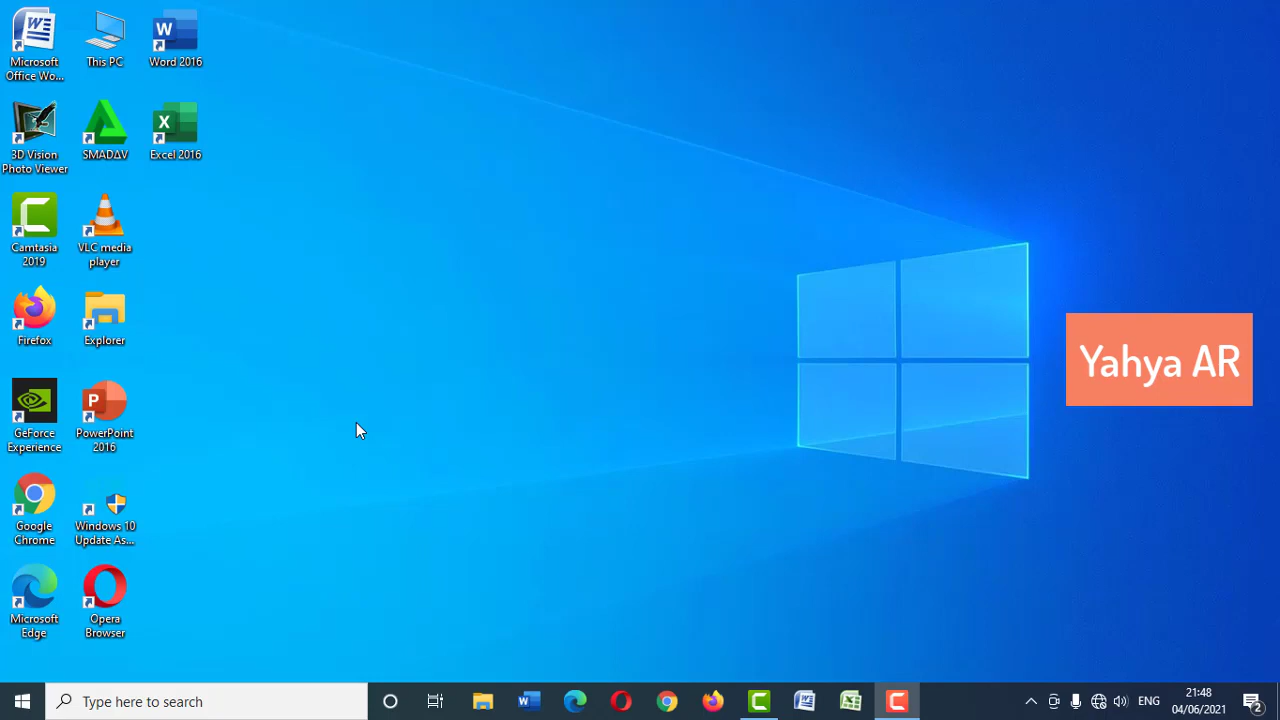 Microsoft
Office Wo...
This PC
Word 2016
3D Vision
Photo Viewer
SMADΔV
Excel 2016
Camtasia
2019
VLC media
player
Firefox
Explorer
GeForce
Experience
PowerPoint
2016
Google
Chrome
Windows 10
Update As...
Microsoft
Edge
Opera
Browser
Yahya AR
Type here to search
ENG
21:48
04/06/2021
2